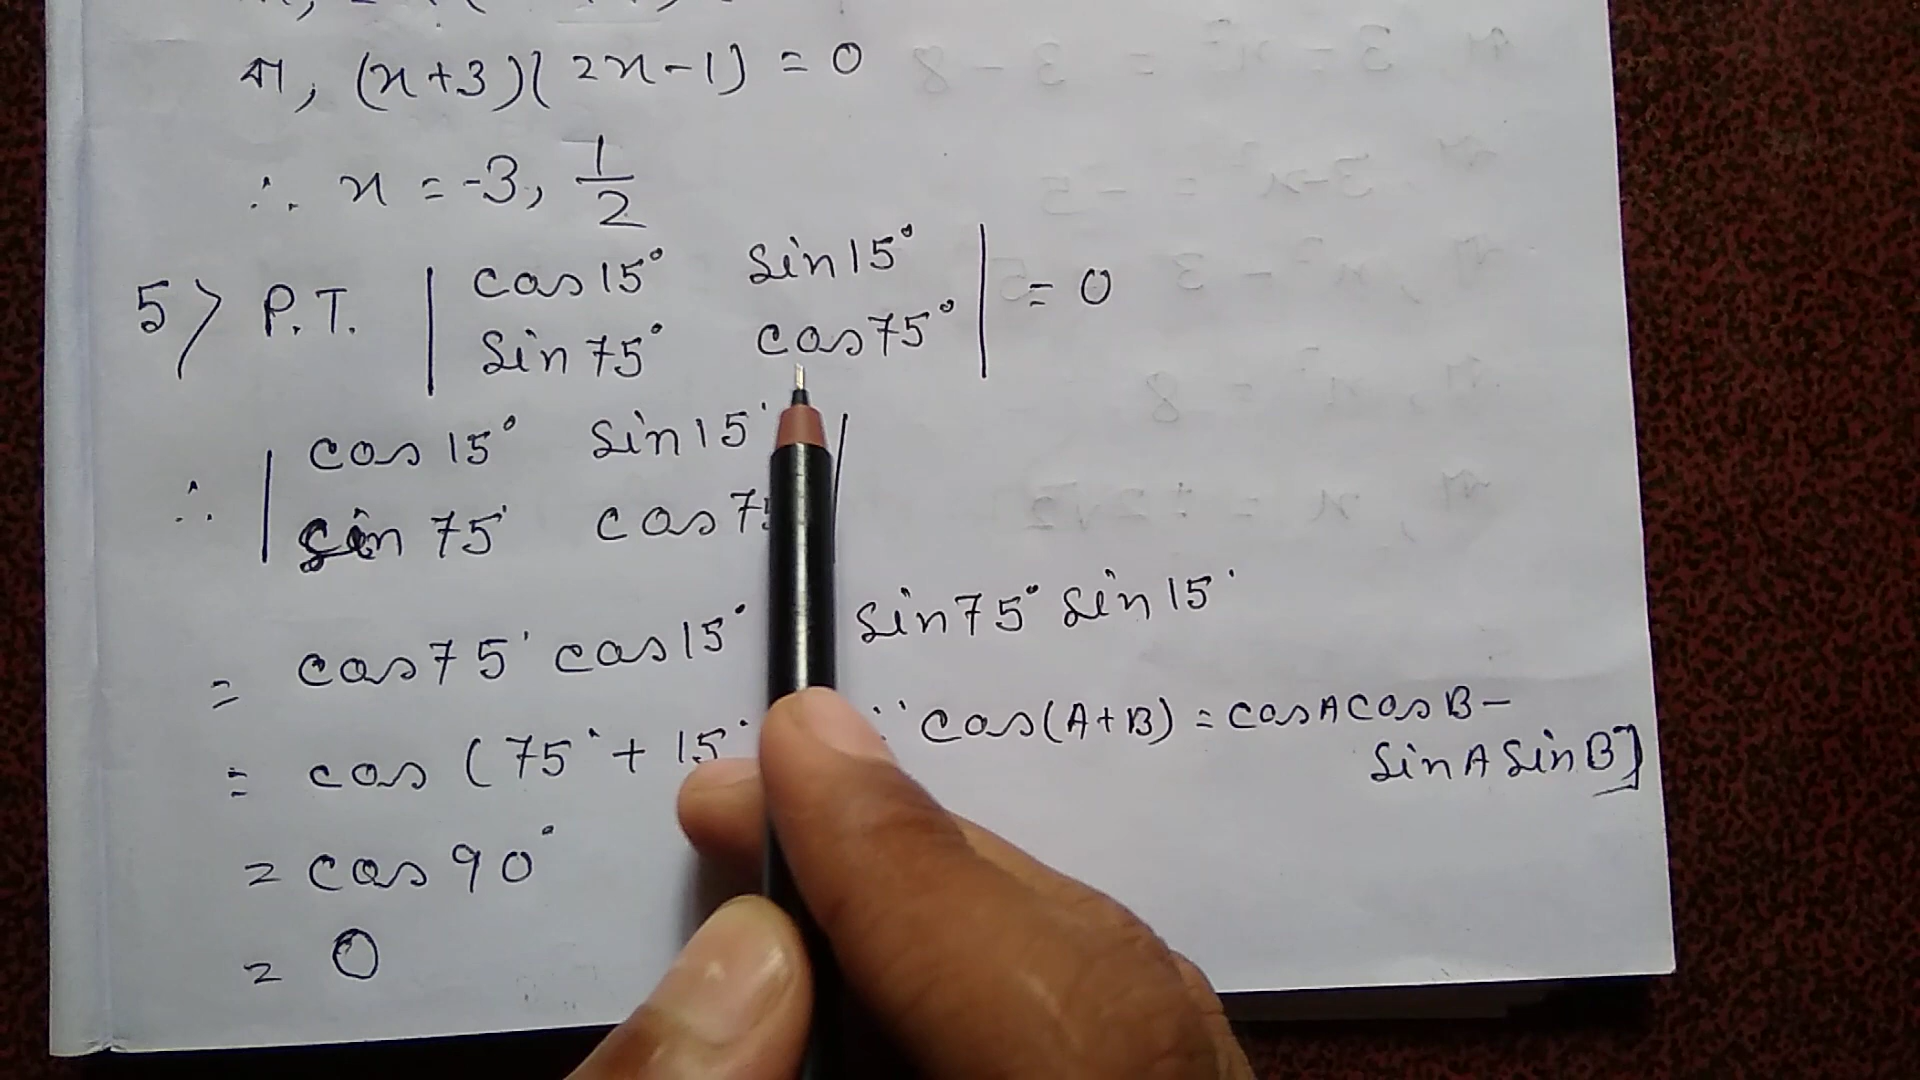 বা, (x+3)(2x-1) = 0
∴ x = -3, 1/2
5> P.T. | cos15° sin15° | = 0
| sin75° cos75° |
∴ | cos15° sin15° |
| sin75° cos7 |
= cos75° cos15° sin75° sin15°
= cos (75° + 15° ∵ cos(A+B) = cosA cosB -
sinA sinB]
= cos90°
= 0